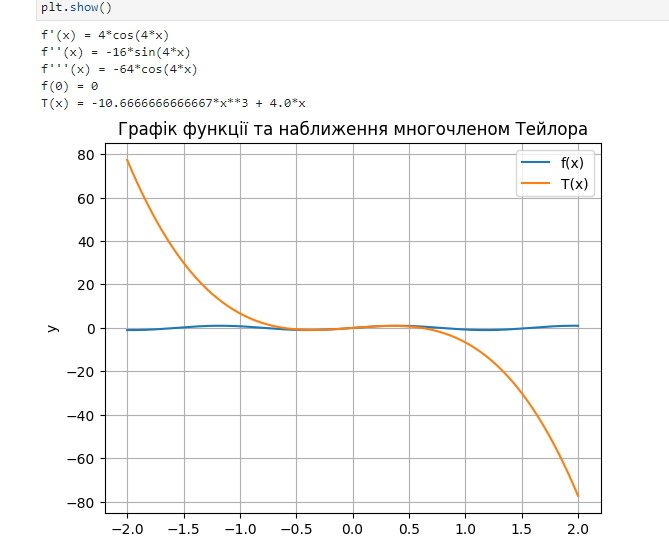 plt.show()
f'(x) = 4*cos(4*x)
f''(x) = -16*sin(4*x)
f'''(x) = -64*cos(4*x)
f(0) = 0
T(x) = -10.6666666666667*x**3 + 4.0*x
Графік функції та наближення многочленом Тейлора
f(x)
T(x)
80
60
40
20
0
−20
−40
−60
−80
y
−2.0 −1.5 −1.0 −0.5 0.0 0.5 1.0 1.5 2.0